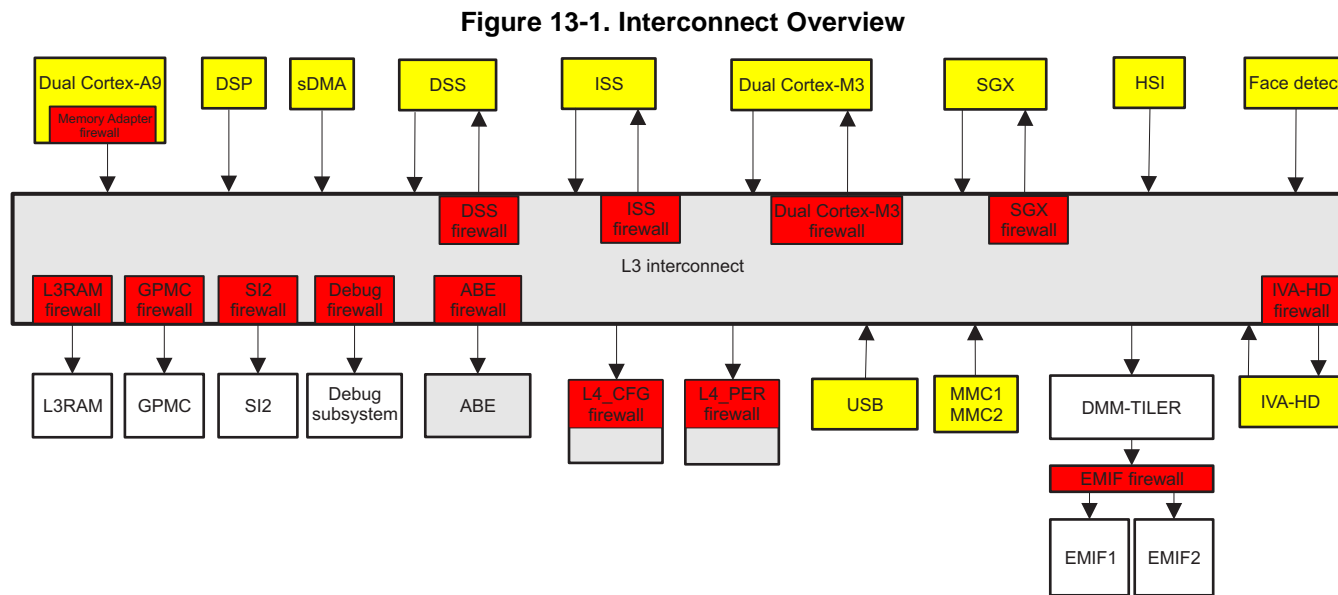 Figure 13-1. Interconnect Overview
Dual Cortex-A9
Memory Adapter
firewall
DSP
sDMA
DSS
ISS
Dual Cortex-M3
SGX
HSI
Face detect
DSS
firewall
ISS
firewall
Dual Cortex-M3
firewall
SGX
firewall
L3 interconnect
L3RAM
firewall
GPMC
firewall
SI2
firewall
Debug
firewall
ABE
firewall
IVA-HD
firewall
L3RAM
GPMC
SI2
Debug
subsystem
ABE
L4_CFG
firewall
L4_PER
firewall
USB
MMC1
MMC2
DMM-TILER
IVA-HD
EMIF firewall
EMIF1
EMIF2